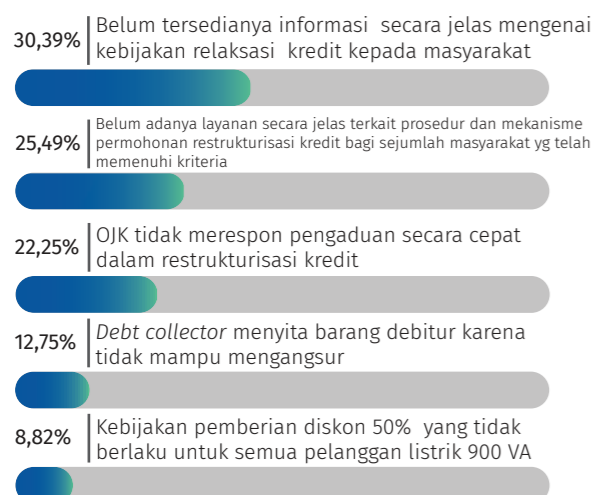 30,39%
Belum tersedianya informasi secara jelas mengenai
kebijakan relaksasi kredit kepada masyarakat
25,49%
Belum adanya layanan secara jelas terkait prosedur dan mekanisme
permohonan restrukturisasi kredit bagi sejumlah masyarakat yg telah
memenuhi kriteria
22,25%
OJK tidak merespon pengaduan secara cepat
dalam restrukturisasi kredit
12,75%
Debt collector menyita barang debitur karena
tidak mampu mengangsur
8,82%
Kebijakan pemberian diskon 50% yang tidak
berlaku untuk semua pelanggan listrik 900 VA